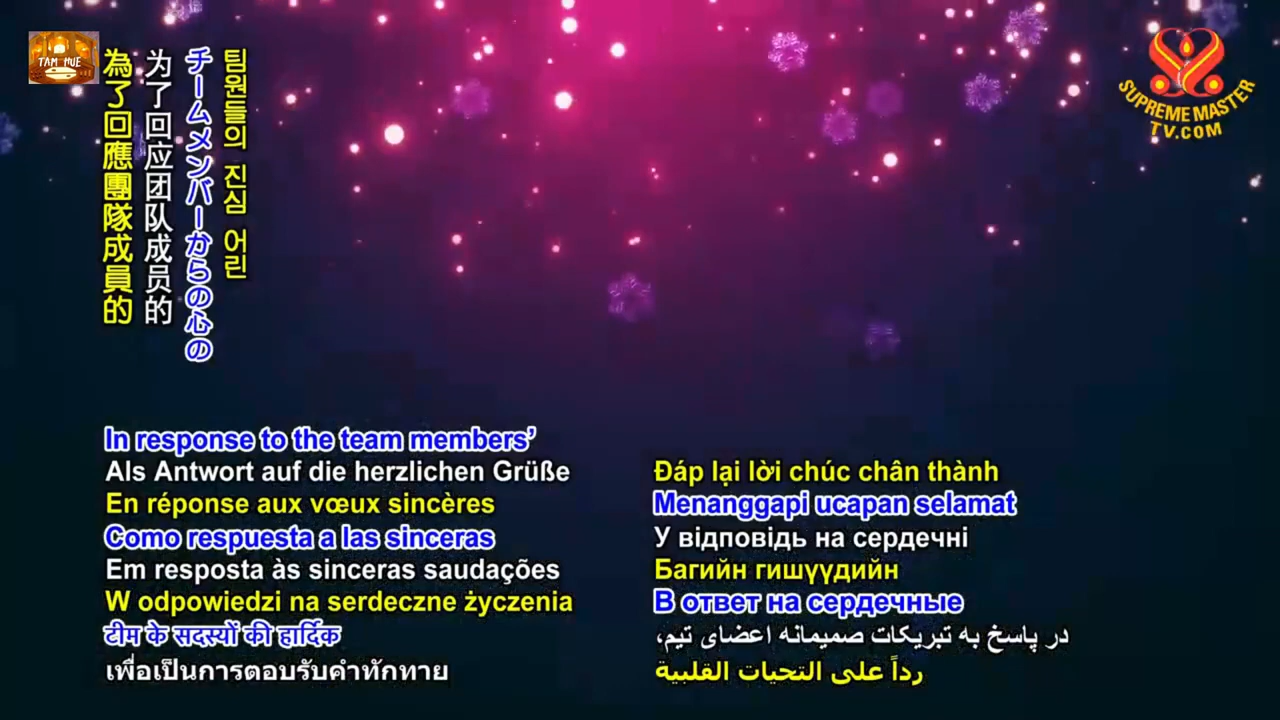 TAM HUE
SUPREME MASTER
TV.COM
為了回應團隊成員的
为了回应团队成员的
チームメンバーからの心の
팀원들의 진심 어린
In response to the team members’
Als Antwort auf die herzlichen Grüße
En réponse aux vœux sincères
Como respuesta a las sinceras
Em resposta às sinceras saudações
W odpowiedzi na serdeczne życzenia
टीम के सदस्यों की हार्दिक
เพื่อเป็นการตอบรับคำทักทาย
Đáp lại lời chúc chân thành
Menanggapi ucapan selamat
У відповідь на сердечні
Багийн гишүүдийн
В ответ на сердечные
در پاسخ به تبریکات صمیمانه اعضای تیم،
رداً على التحيات القلبية